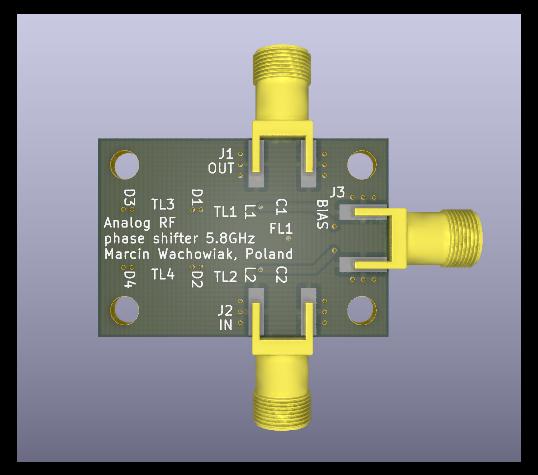 J1
OUT
J3
D3
TL3
D1
TL1
L1
C1
BIAS
Analog RF
FL1
phase shifter 5.8GHz
Marcin Wachowiak, Poland
D4
TL4
D2
TL2
L2
C2
J2
IN